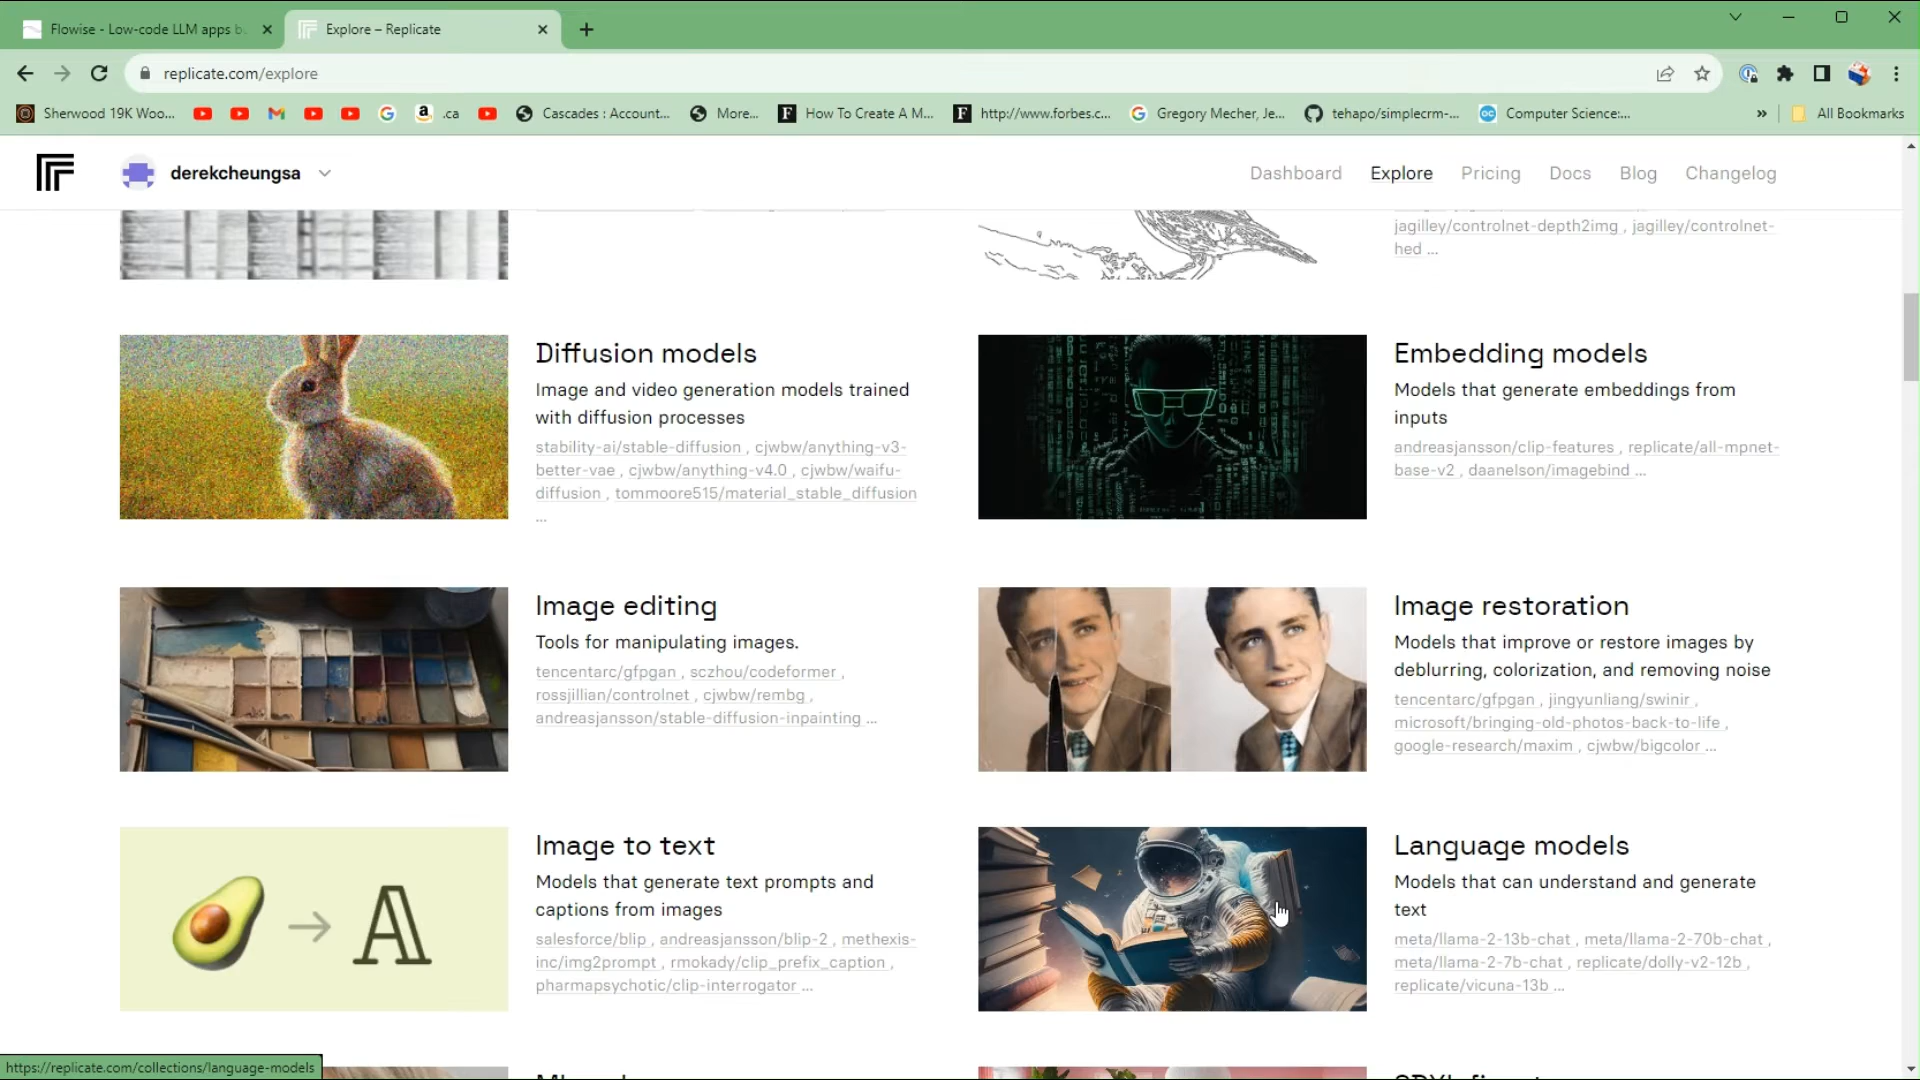 Flowise - Low-code LLM apps b
Explore – Replicate
replicate.com/explore
Sherwood 19K Woo...
.ca
Cascades : Account...
More...
How To Create A M...
http://www.forbes.c...
Gregory Mecher, Je...
tehapo/simplecrm-...
Computer Science:...
»
All Bookmarks
derekcheungsa
Dashboard
Explore
Pricing
Docs
Blog
Changelog
jagilley/controlnet-depth2img , jagilley/controlnet-
hed ...
Diffusion models
Image and video generation models trained
with diffusion processes
stability-ai/stable-diffusion , cjwbw/anything-v3-
better-vae , cjwbw/anything-v4.0 , cjwbw/waifu-
diffusion , tommoore515/material_stable_diffusion
...
Embedding models
Models that generate embeddings from
inputs
andreasjansson/clip-features , replicate/all-mpnet-
base-v2 , daanelson/imagebind ...
Image editing
Tools for manipulating images.
tencentarc/gfpgan , sczhou/codeformer ,
rossjillian/controlnet , cjwbw/rembg ,
andreasjansson/stable-diffusion-inpainting ...
Image restoration
Models that improve or restore images by
deblurring, colorization, and removing noise
tencentarc/gfpgan , jingyunliang/swinir ,
microsoft/bringing-old-photos-back-to-life ,
google-research/maxim , cjwbw/bigcolor ...
Image to text
Models that generate text prompts and
captions from images
salesforce/blip , andreasjansson/blip-2 , methexis-
inc/img2prompt , rmokady/clip_prefix_caption ,
pharmapsychotic/clip-interrogator ...
Language models
Models that can understand and generate
text
meta/llama-2-13b-chat , meta/llama-2-70b-chat ,
meta/llama-2-7b-chat , replicate/dolly-v2-12b ,
replicate/vicuna-13b ...
https://replicate.com/collections/language-models